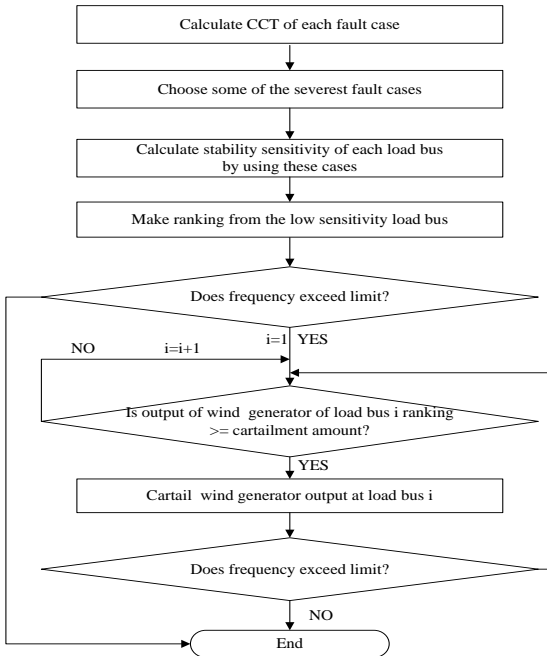 Calculate CCT of each fault case
Choose some of the severest fault cases
Calculate stability sensitivity of each load bus
by using these cases
Make ranking from the low sensitivity load bus
Does frequency exceed limit?
i=1 YES
NO i=i+1
Is output of wind generator of load bus i ranking
>= cartailment amount?
YES
Cartail wind generator output at load bus i
Does frequency exceed limit?
NO
End